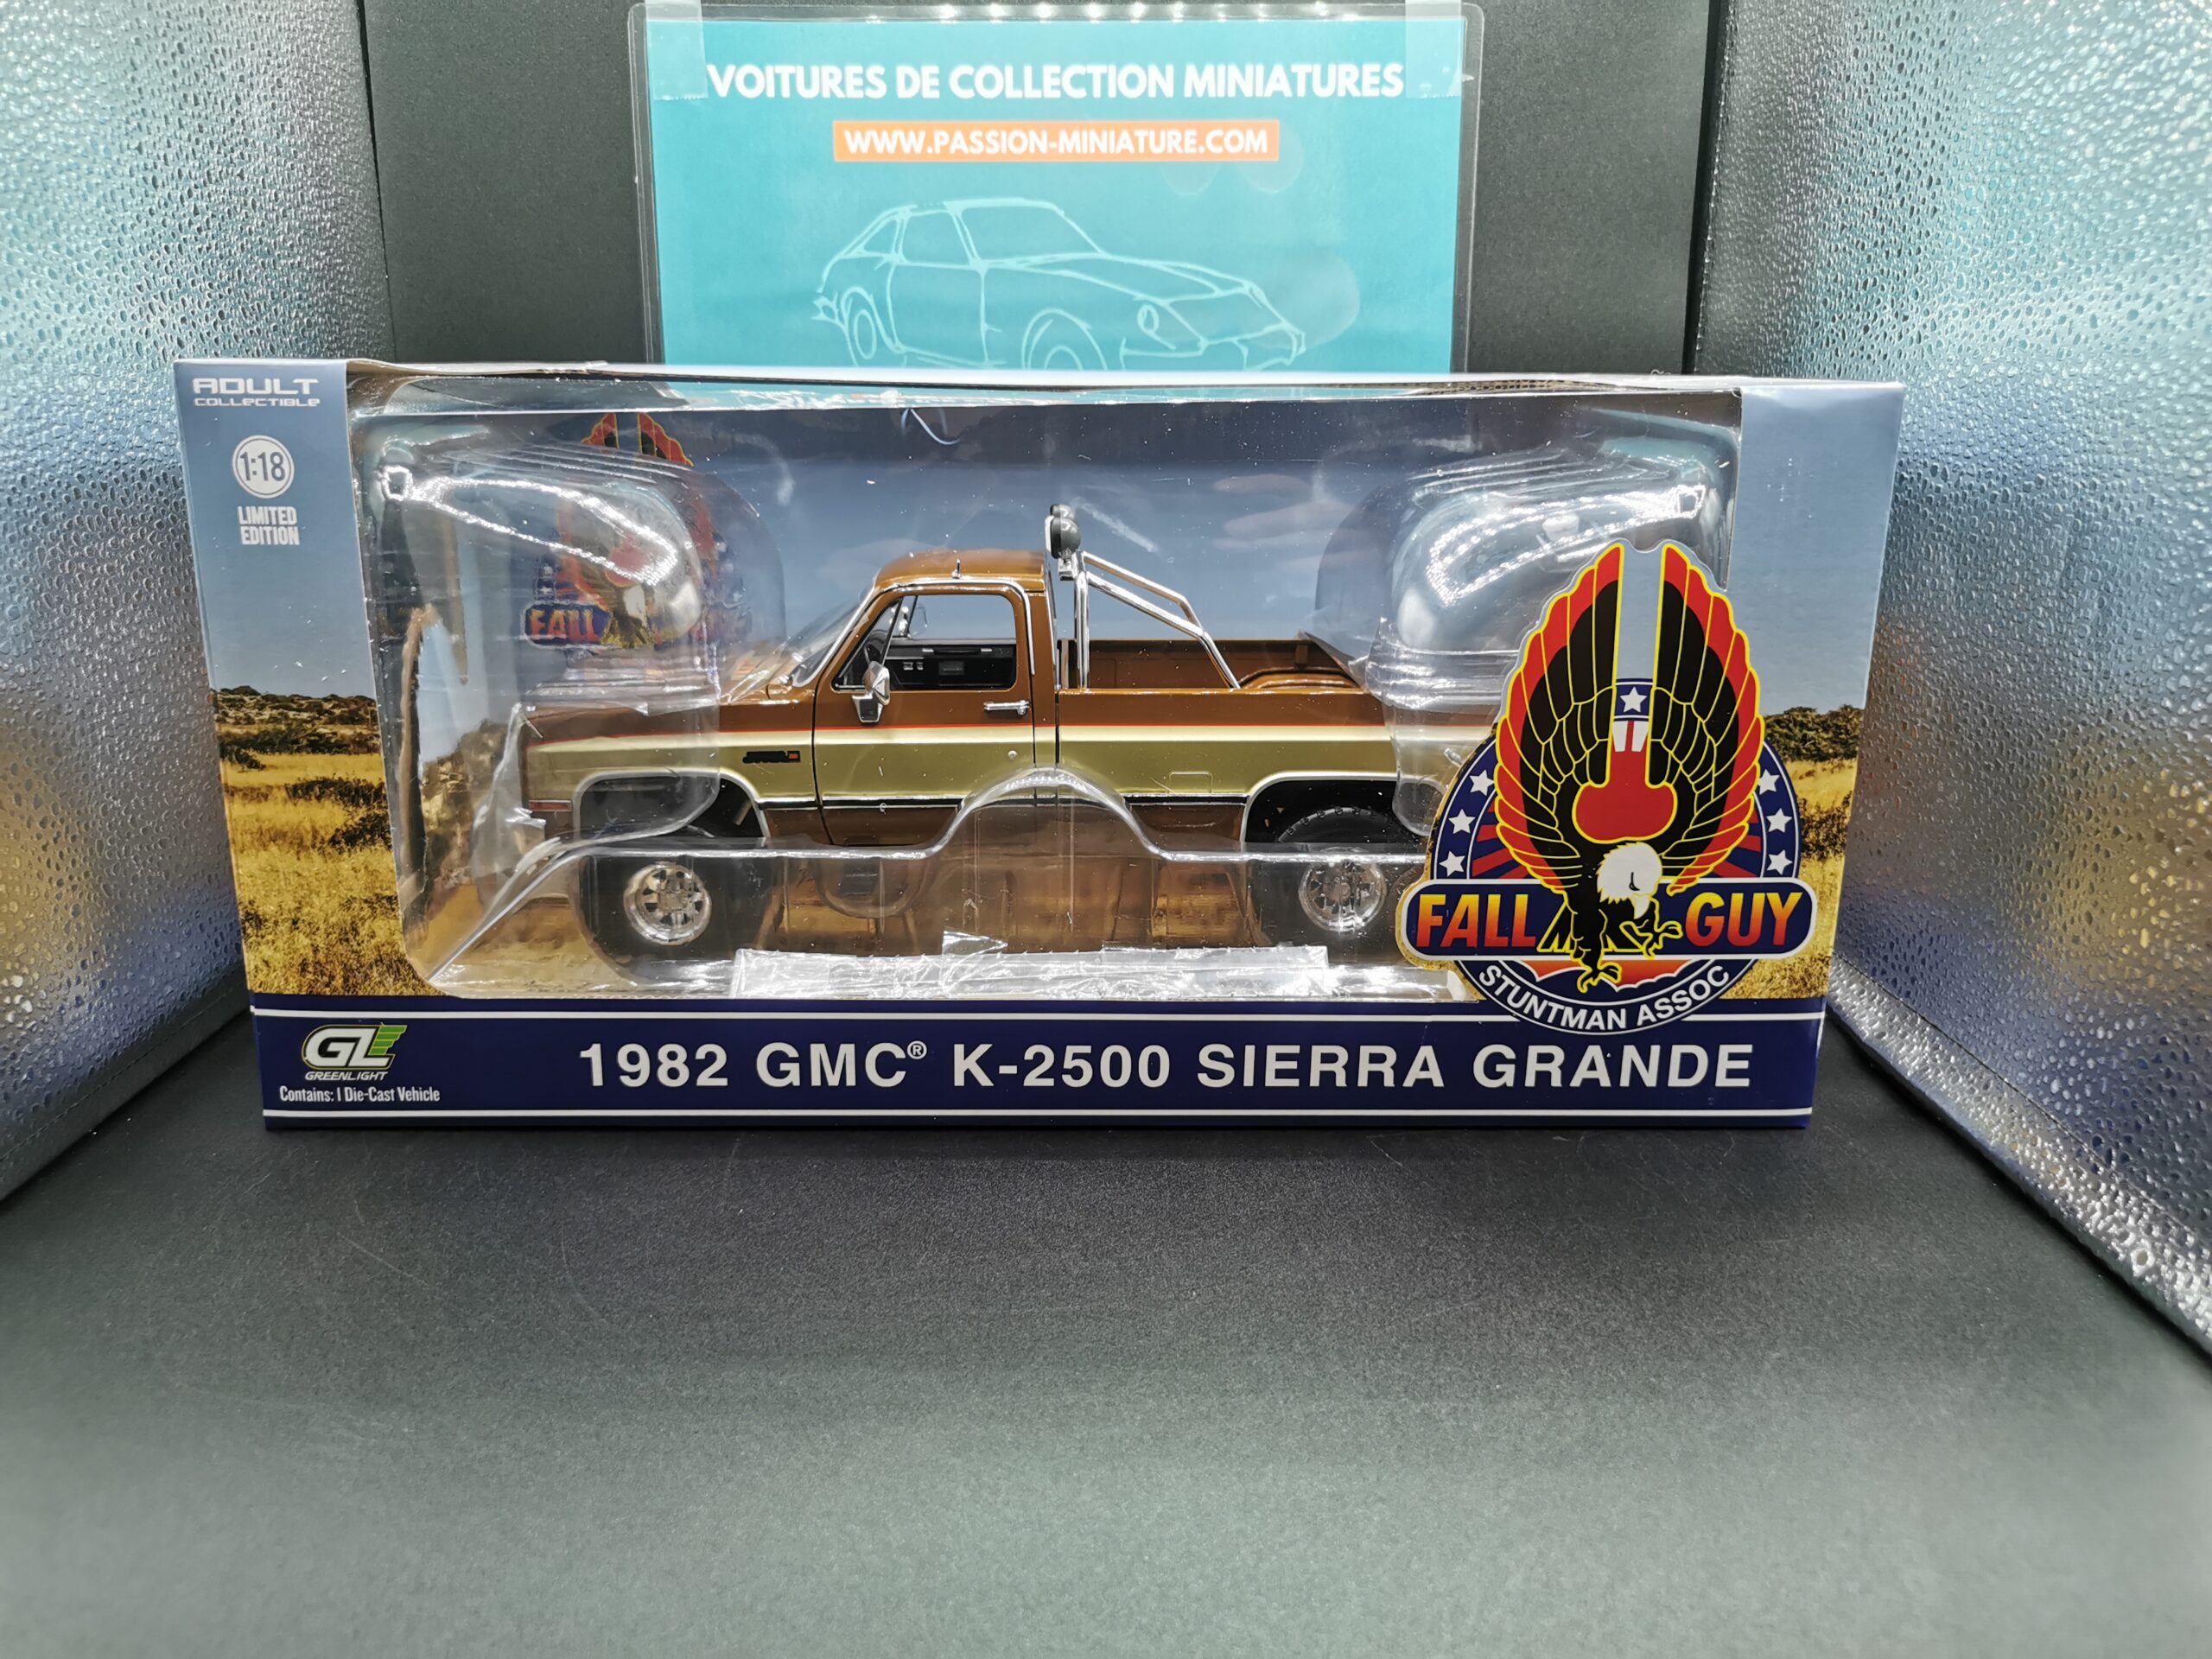 VOITURES DE COLLECTION MINIATURES
WWW.PASSION-MINIATURE.COM
ADULT
COLLECTIBLE
1:18
LIMITED
EDITION
FALL
FALL GUY
STUNTMAN ASSOC
GL
GREENLIGHT
Contains: 1 Die-Cast Vehicle
1982 GMC® K-2500 SIERRA GRANDE